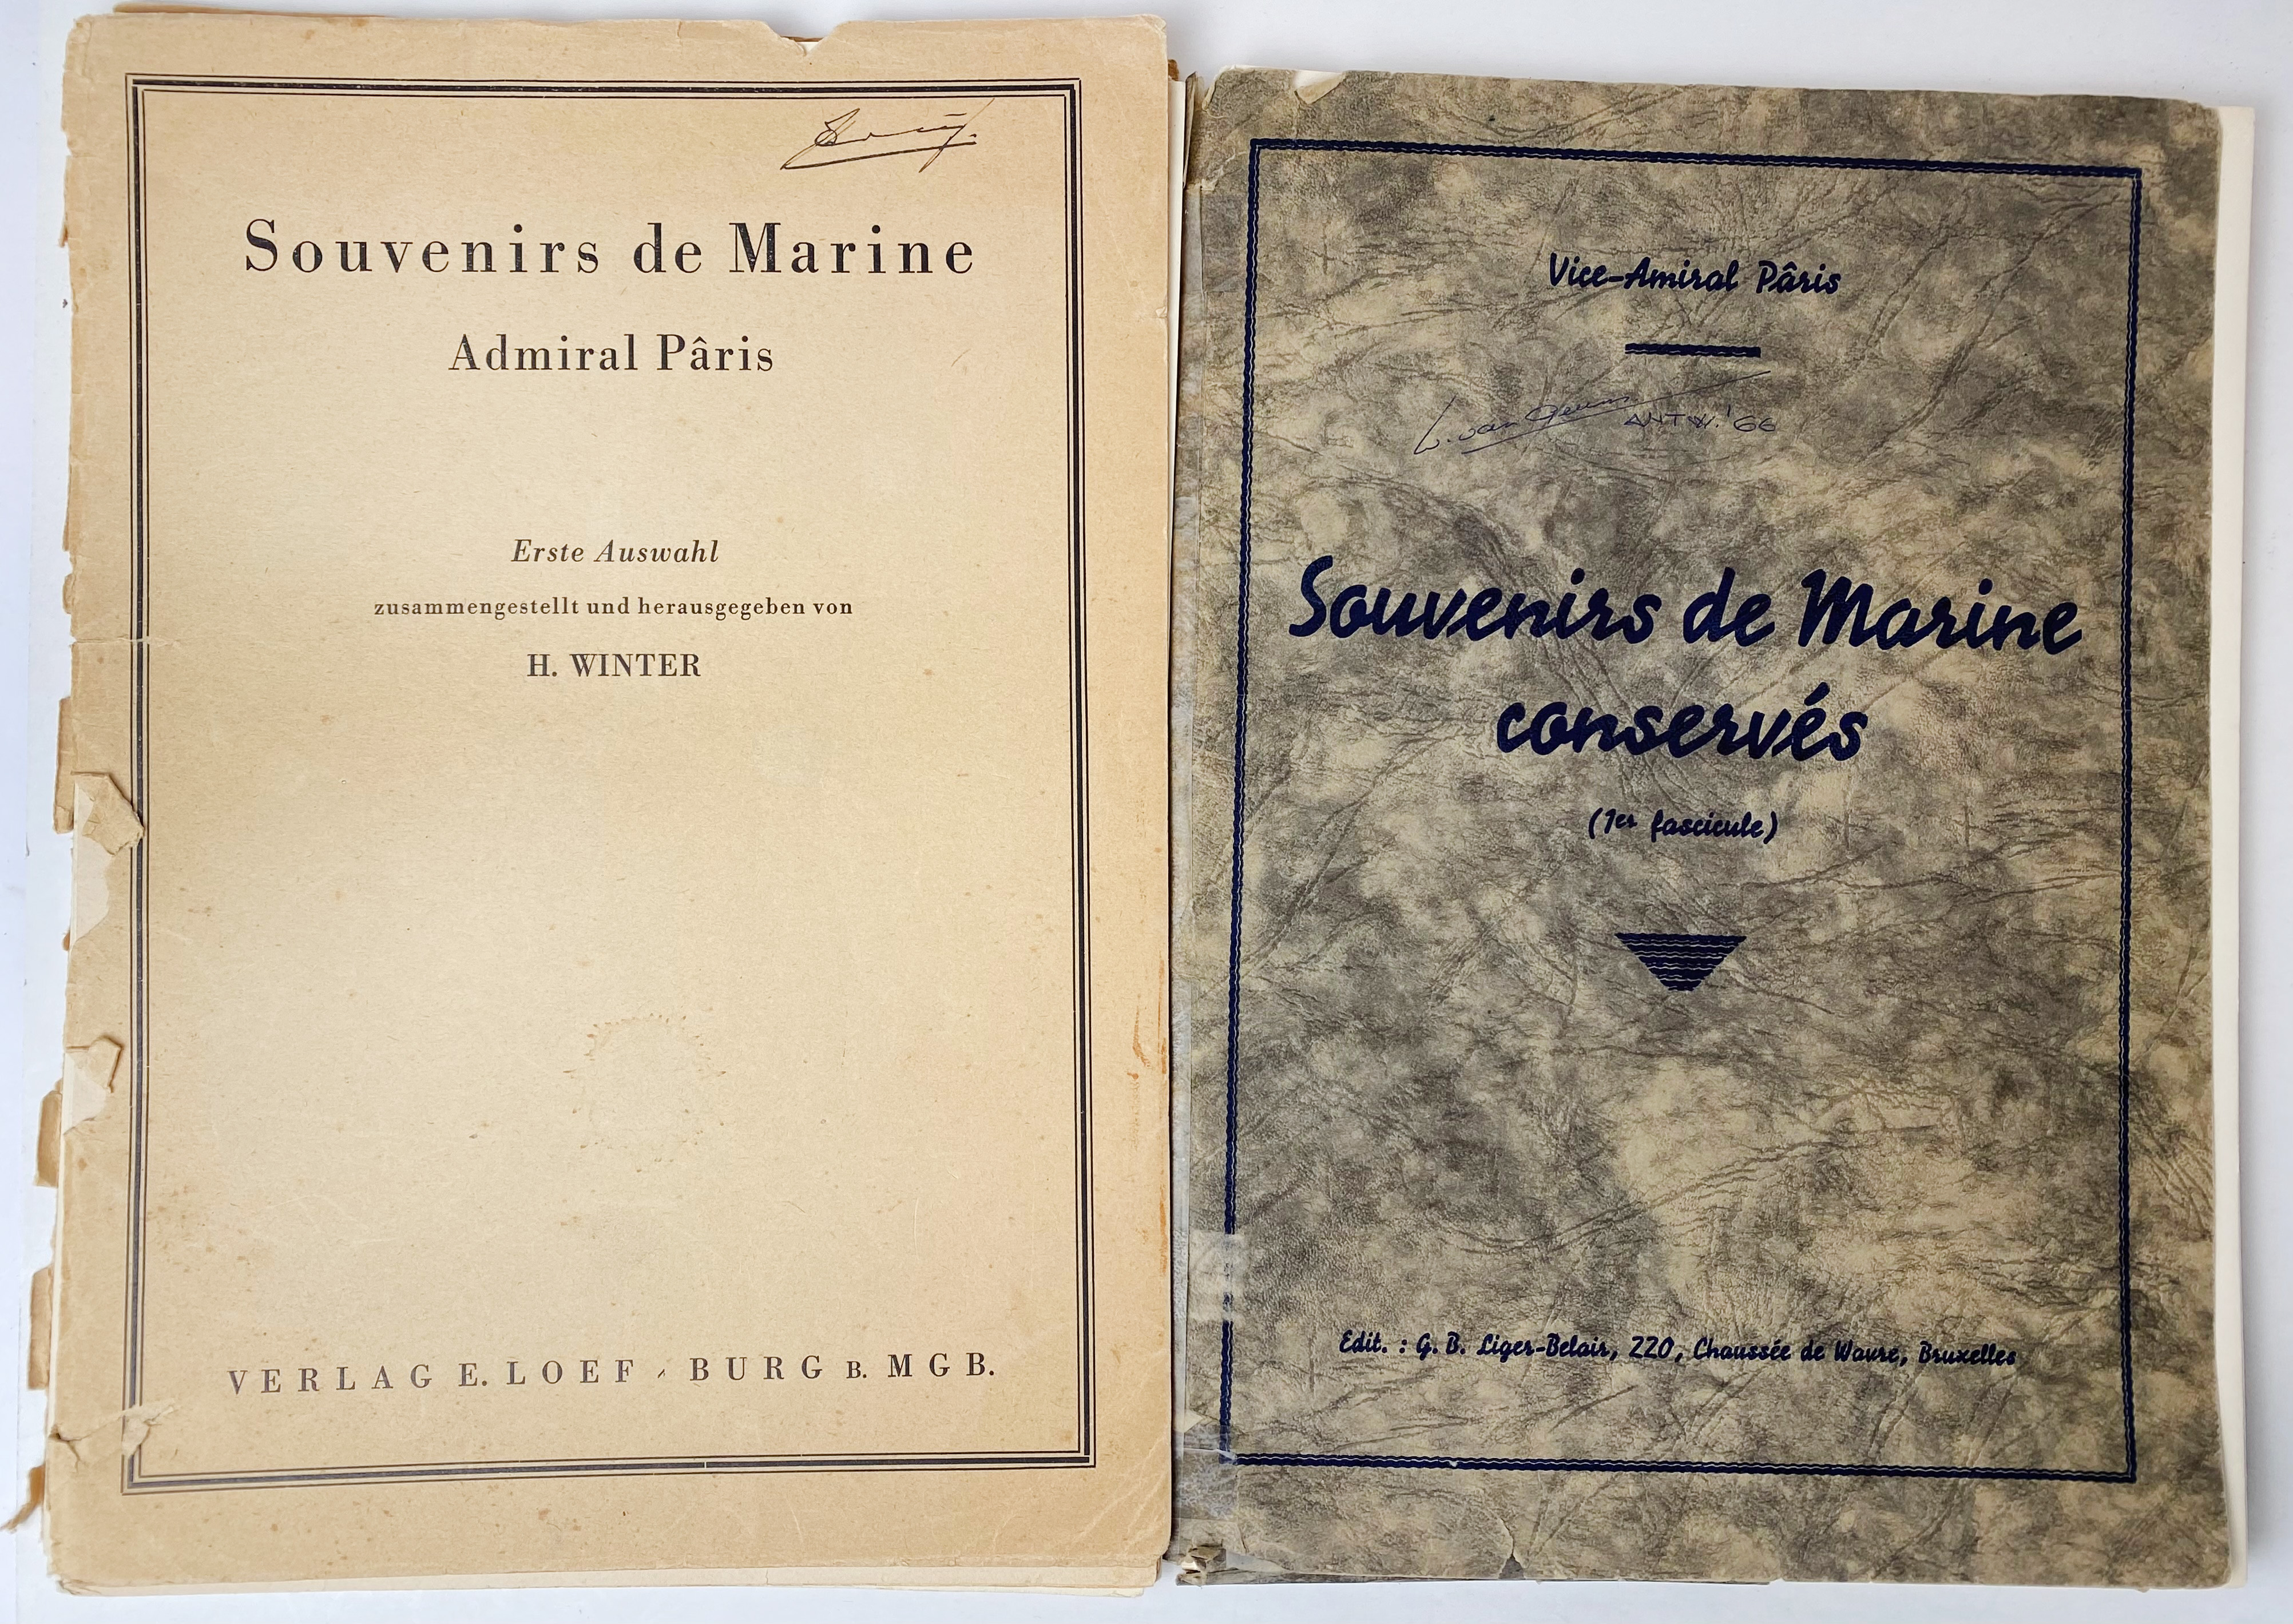 Souvenirs de Marine
Admiral Pâris
Erste Auswahl
zusammengestellt und herausgegeben von
H. WINTER
VERLAG E. LOEF - BURG B. MGB.
Vice-Amiral Pâris
ANTW. '66
Souvenirs de Marine
conservés
(1er fascicule)
Edit. : G. B. Liger-Belair, 220, Chaussée de Wavre, Bruxelles